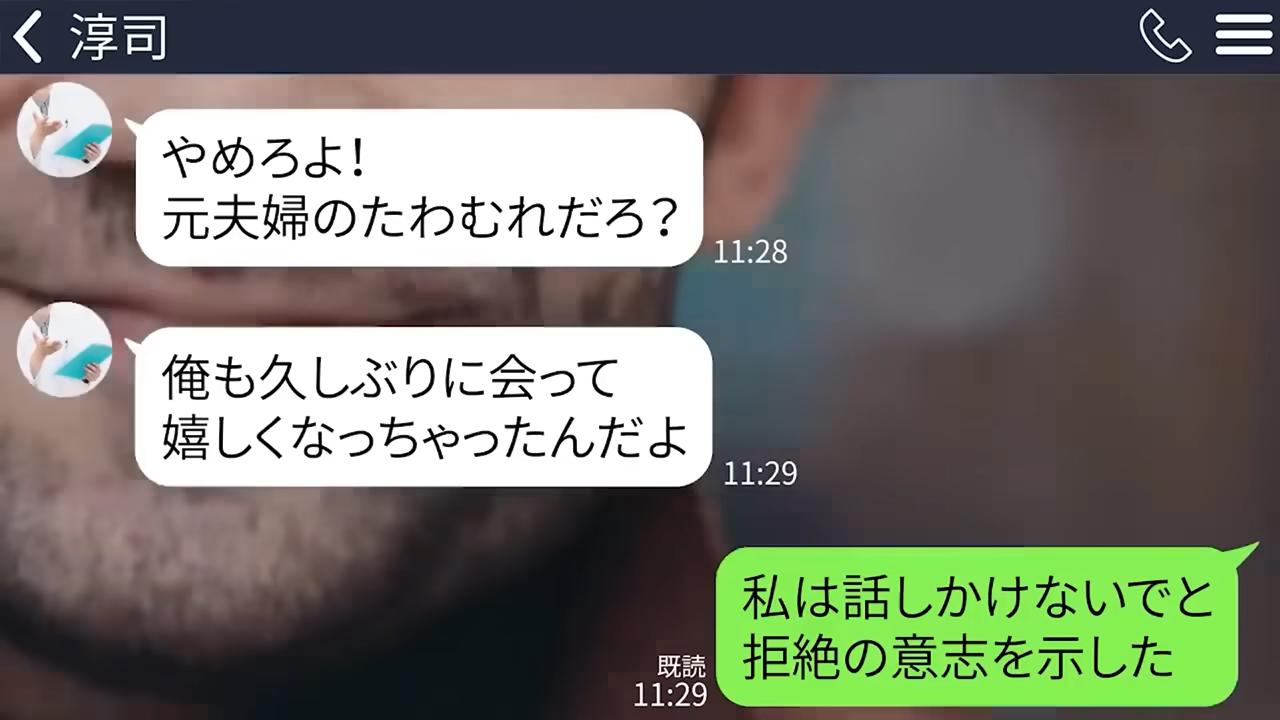 淳司
やめろよ！
元夫婦のたわむれだろ？
11:28
俺も久しぶりに会って
嬉しくなっちゃったんだよ
11:29
私は話しかけないでと
拒絶の意志を示した
既読
11:29